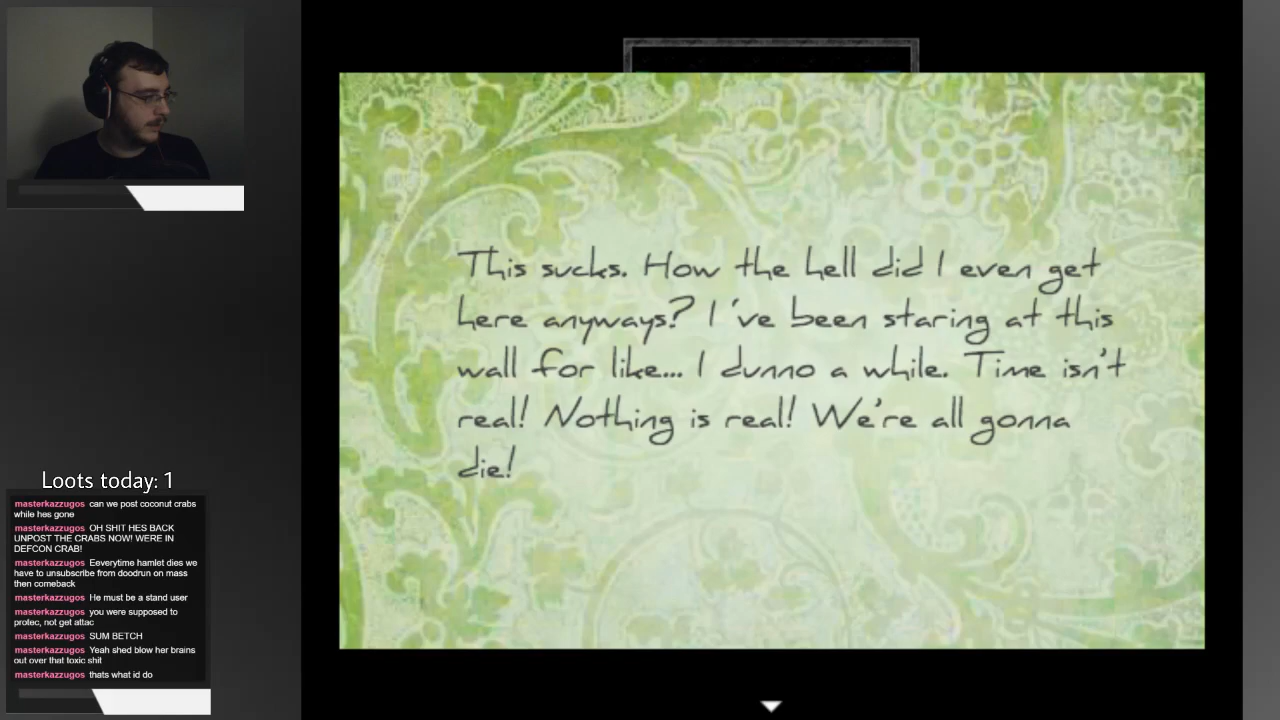 This sucks. How the hell did I even get
here anyways? I've been staring at this
wall for like... I dunno a while. Time isn't
real! Nothing is real! We're all gonna
die!
Loots today: 1
masterkazzugos can we post coconut crabs
while hes gone
masterkazzugos OH SHIT HES BACK
UNPOST THE CRABS NOW! WERE IN
DEFCON CRAB!
masterkazzugos Eeverytime hamlet dies we
have to unsubscribe from doodrun on mass
then comeback
masterkazzugos He must be a stand user
masterkazzugos you were supposed to
protec, not get attac
masterkazzugos SUM BETCH
masterkazzugos Yeah shed blow her brains
out over that toxic shit
masterkazzugos thats what id do